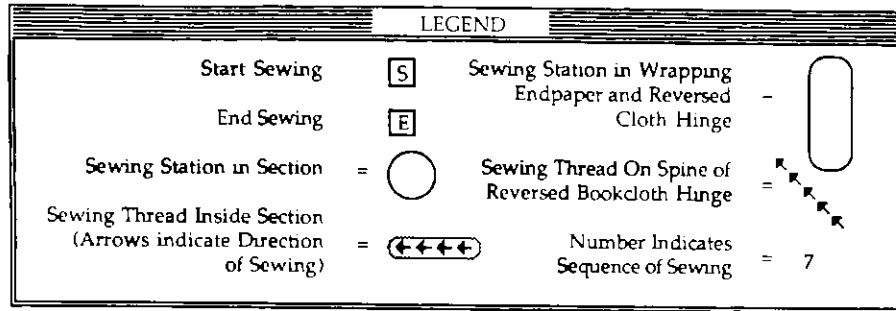 LEGEND
Start Sewing S
End Sewing E
Sewing Station in Section =
Sewing Thread Inside Section
(Arrows indicate Direction =
of Sewing)
Sewing Station in Wrapping
Endpaper and Reversed -
Cloth Hinge
Sewing Thread On Spine of
Reversed Bookcloth Hinge =
Number Indicates
Sequence of Sewing = 7